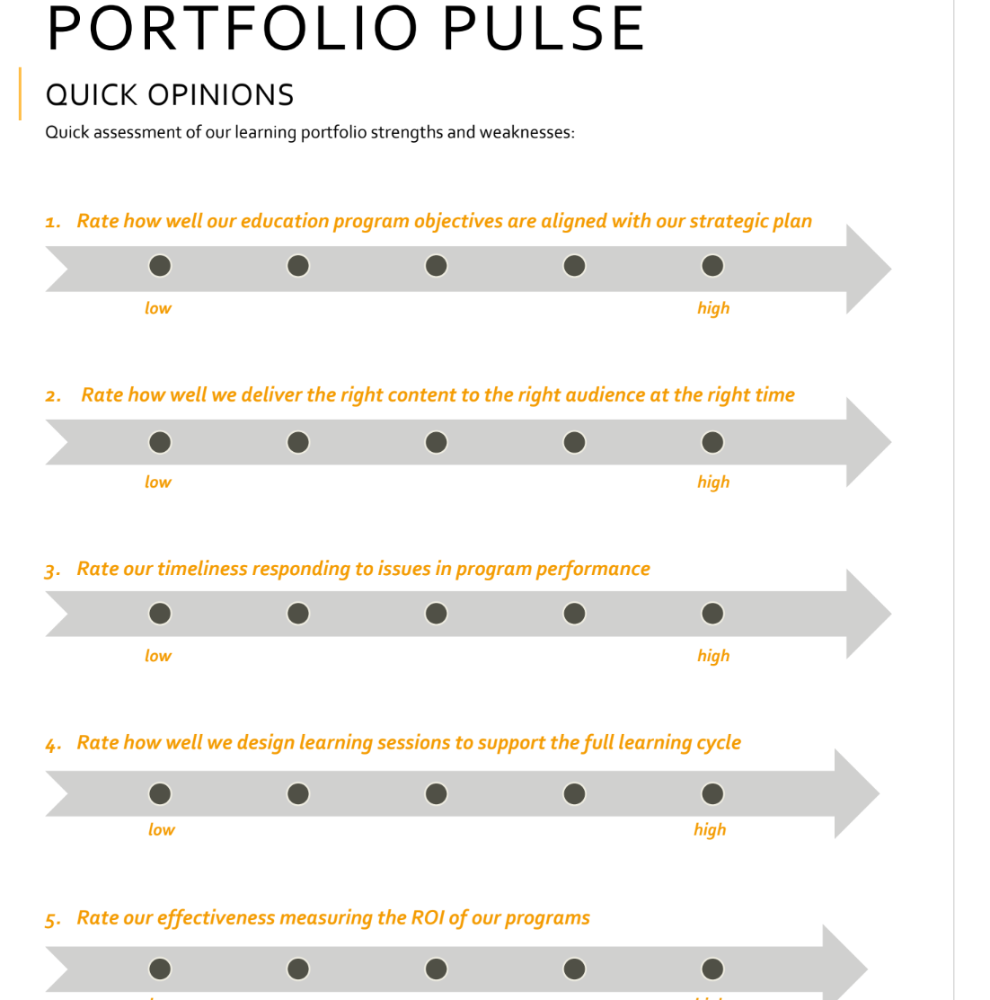 PORTFOLIO PULSE
QUICK OPINIONS
Quick assessment of our learning portfolio strengths and weaknesses:
1. Rate how well our education program objectives are aligned with our strategic plan
low high
2. Rate how well we deliver the right content to the right audience at the right time
low high
3. Rate our timeliness responding to issues in program performance
low high
4. Rate how well we design learning sessions to support the full learning cycle
low high
5. Rate our effectiveness measuring the ROI of our programs